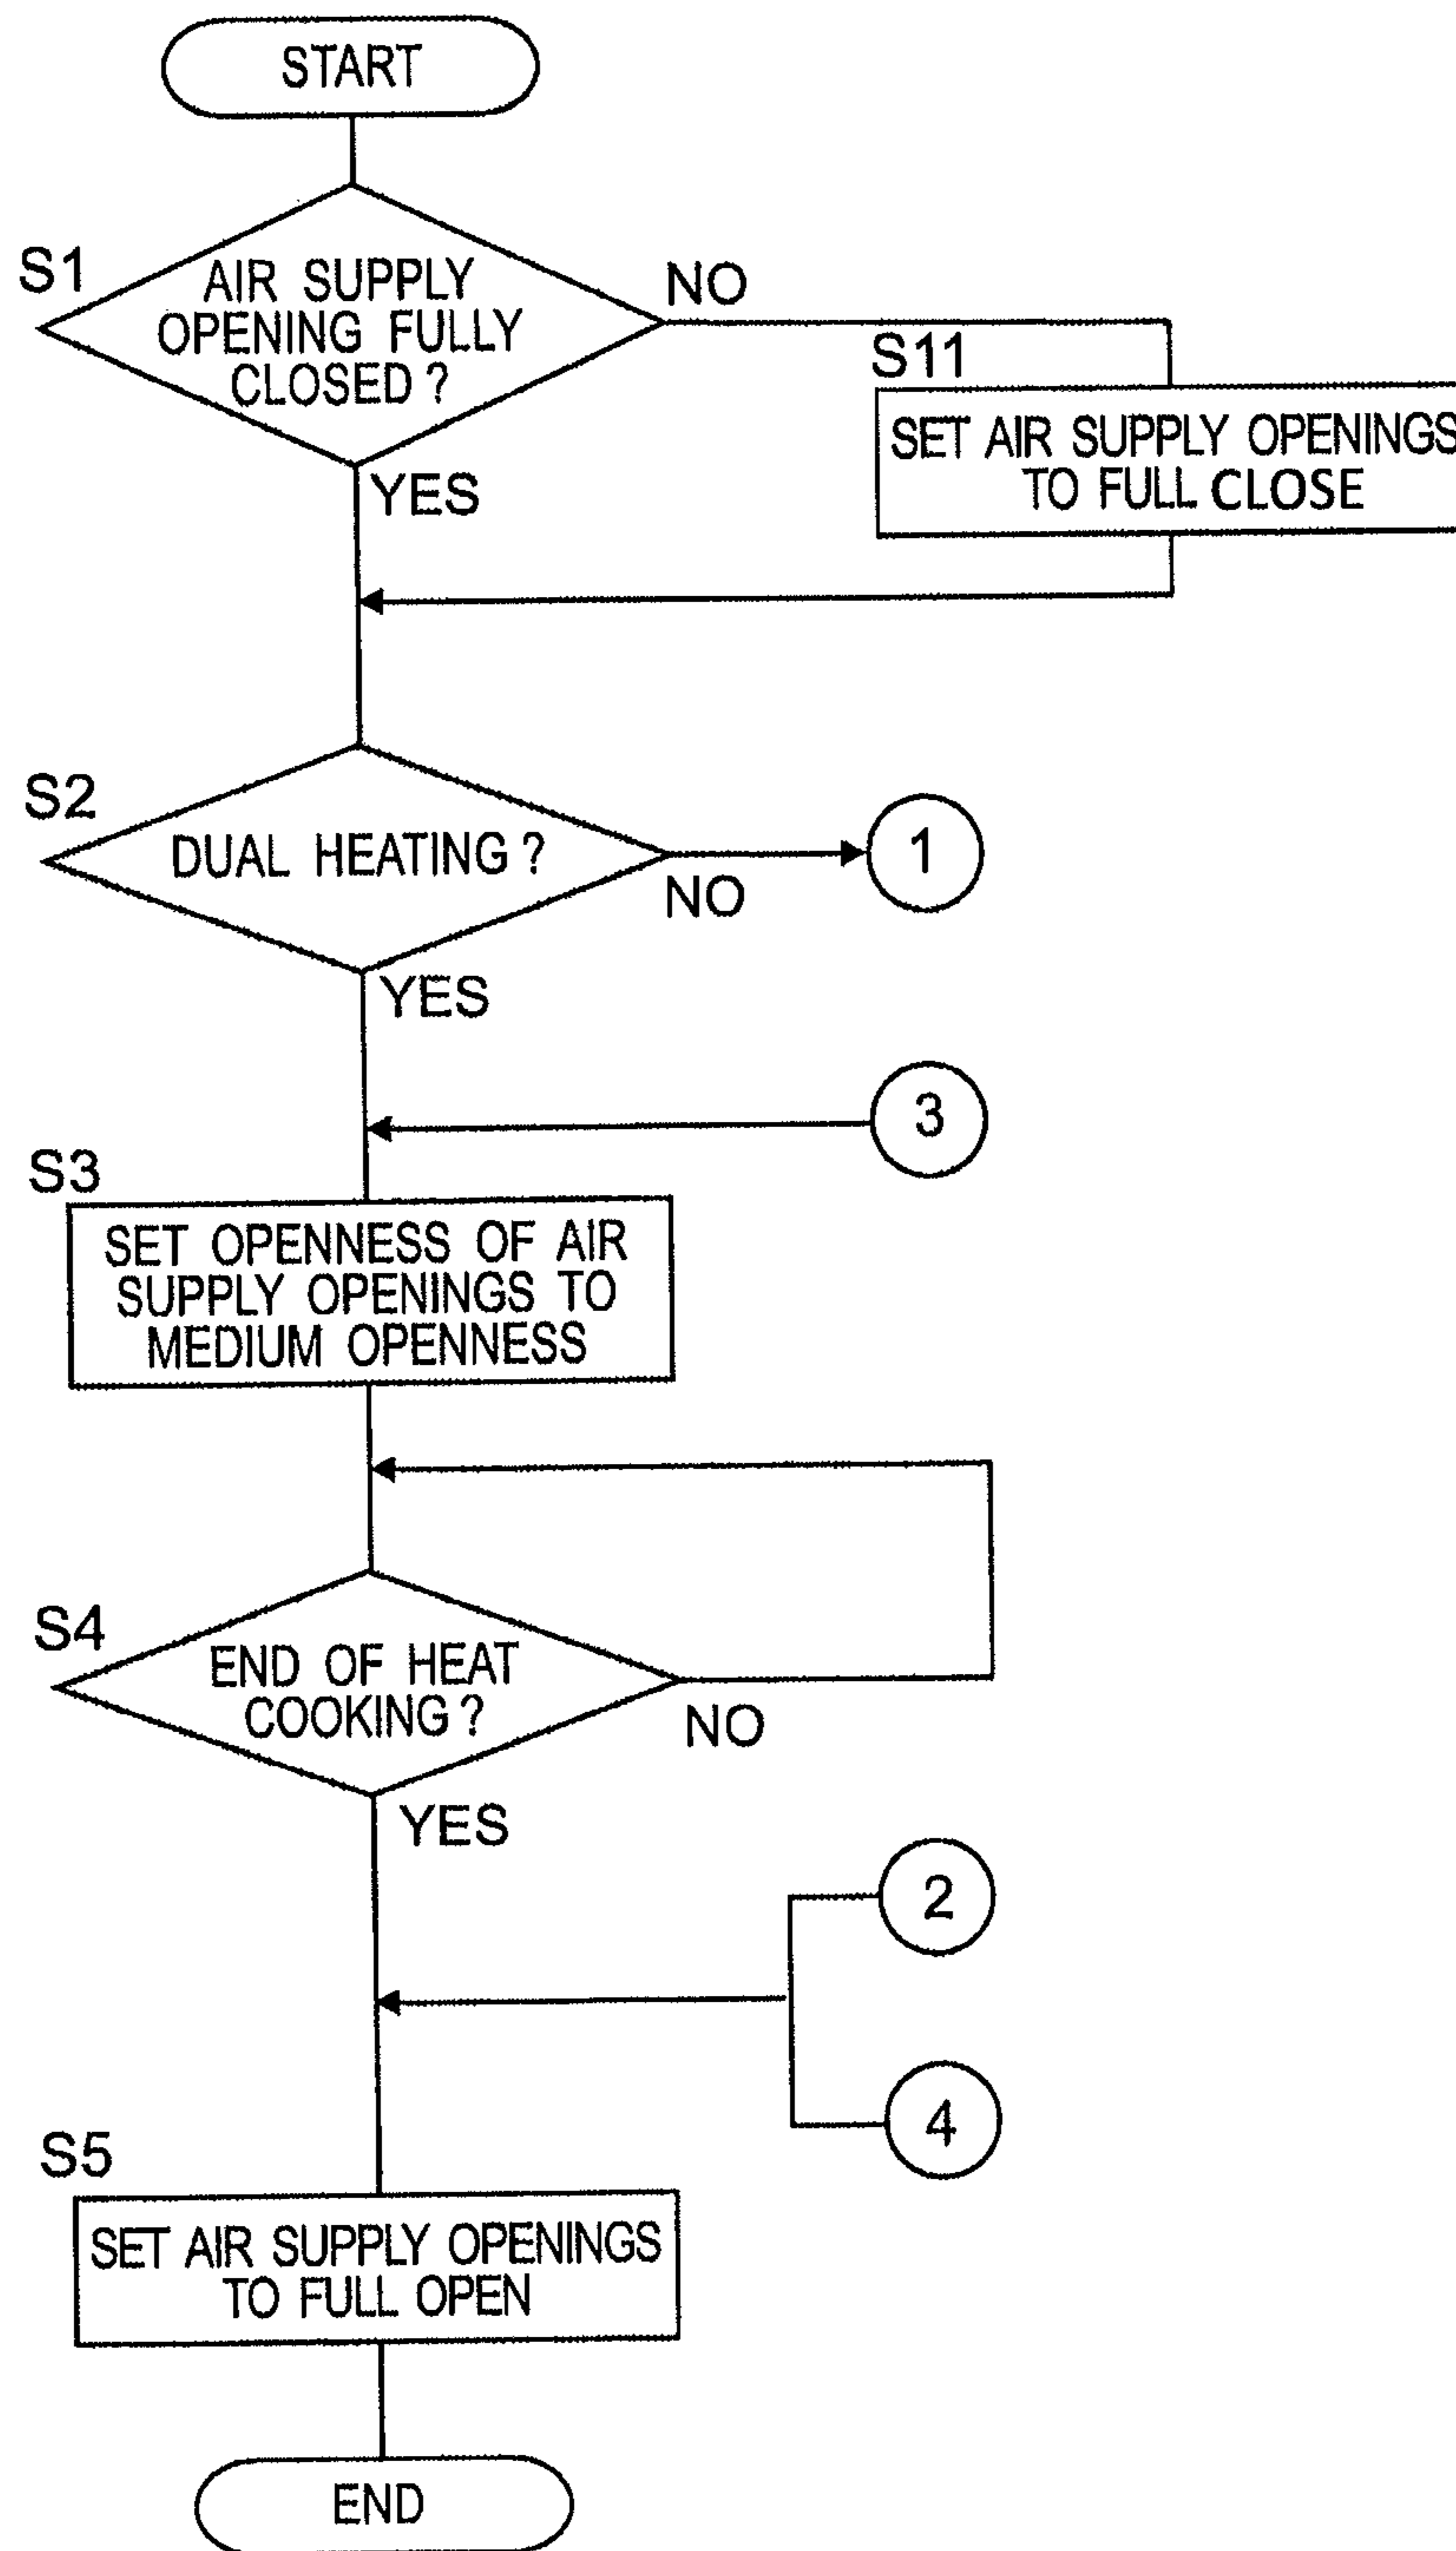 START
S1
AIR SUPPLY
OPENING FULLY
CLOSED ?
NO
YES
S11
SET AIR SUPPLY OPENINGS
TO FULL CLOSE
S2
DUAL HEATING ?
NO
1
YES
3
S3
SET OPENNESS OF AIR
SUPPLY OPENINGS TO
MEDIUM OPENNESS
S4
END OF HEAT
COOKING ?
NO
YES
2
4
S5
SET AIR SUPPLY OPENINGS
TO FULL OPEN
END